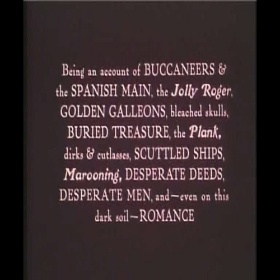 Being an account of BUCCANEERS &
the SPANISH MAIN, the Jolly Roger,
GOLDEN GALLEONS, bleached skulls,
BURIED TREASURE, the Plank,
dirks & cutlasses, SCUTTLED SHIPS,
Marooning, DESPERATE DEEDS,
DESPERATE MEN, and—even on this
dark soil—ROMANCE